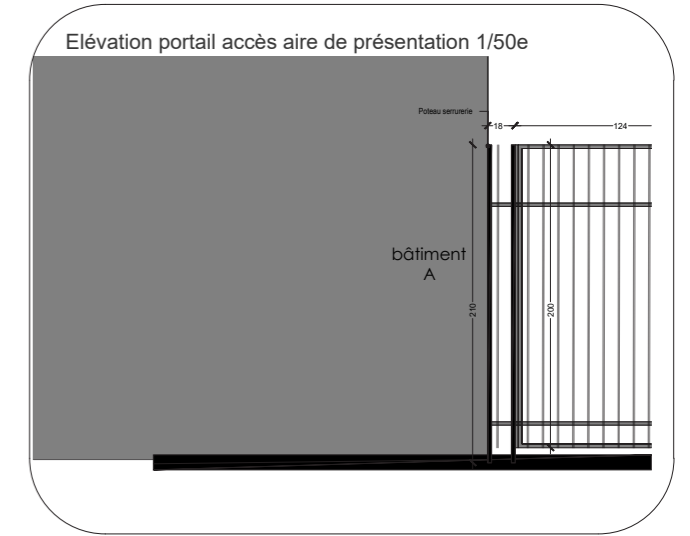 Elévation portail accès aire de présentation 1/50e
Poteau serrurerie
18
124
bâtiment
A
210
200